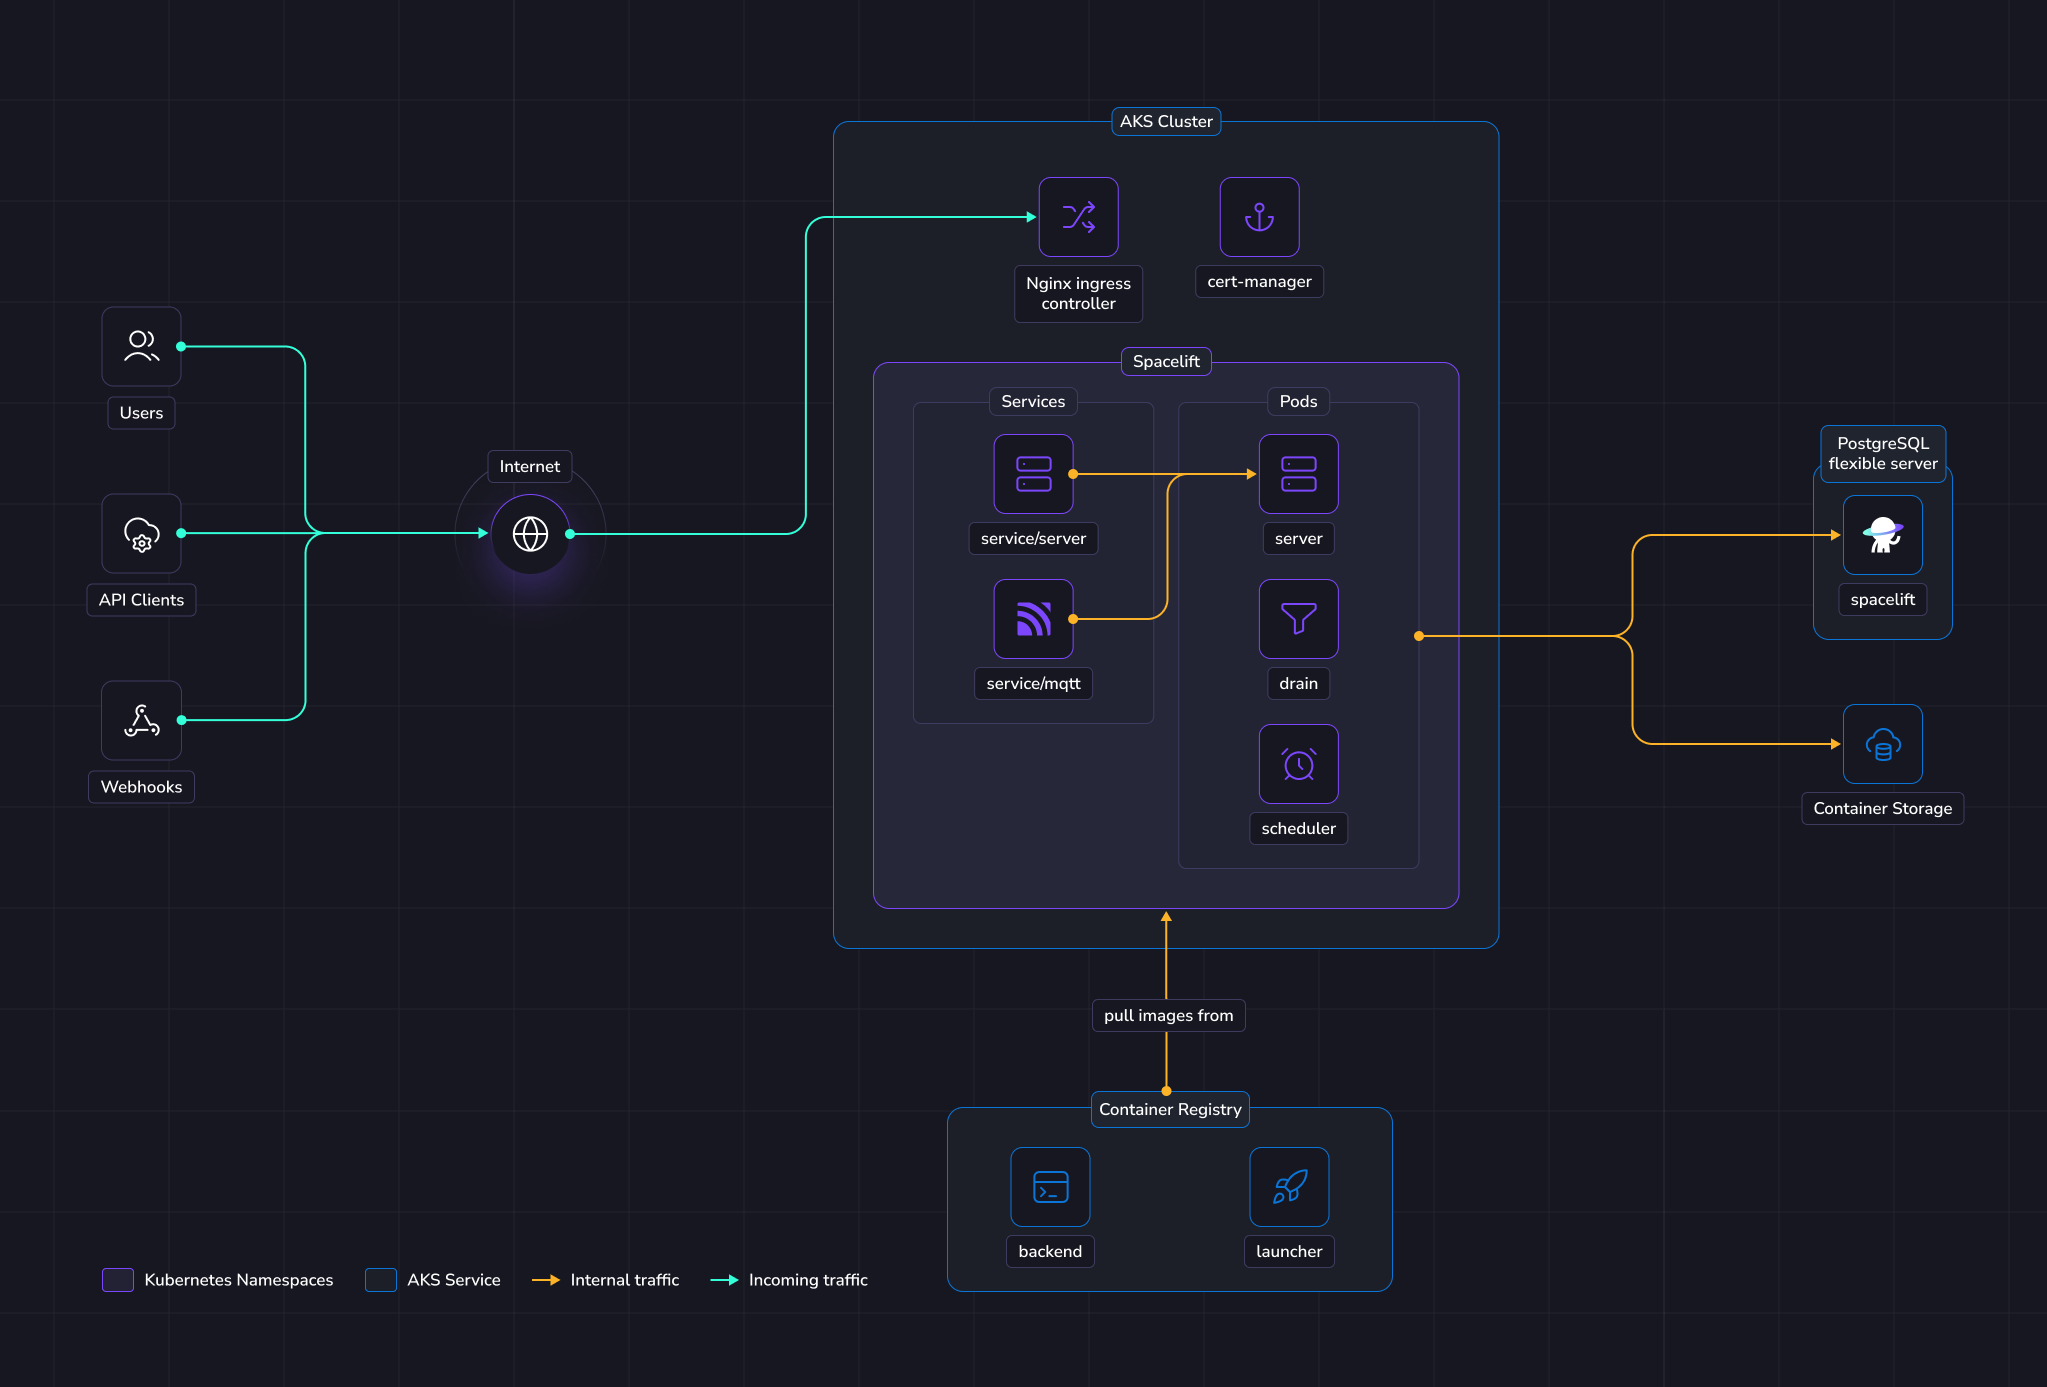 AKS Cluster
Nginx ingress
controller
cert-manager
Users
API Clients
Webhooks
Internet
Spacelift
Services
service/server
service/mqtt
Pods
server
drain
scheduler
PostgreSQL
flexible server
spacelift
Container Storage
pull images from
Container Registry
backend
launcher
Kubernetes Namespaces
AKS Service
Internal traffic
Incoming traffic